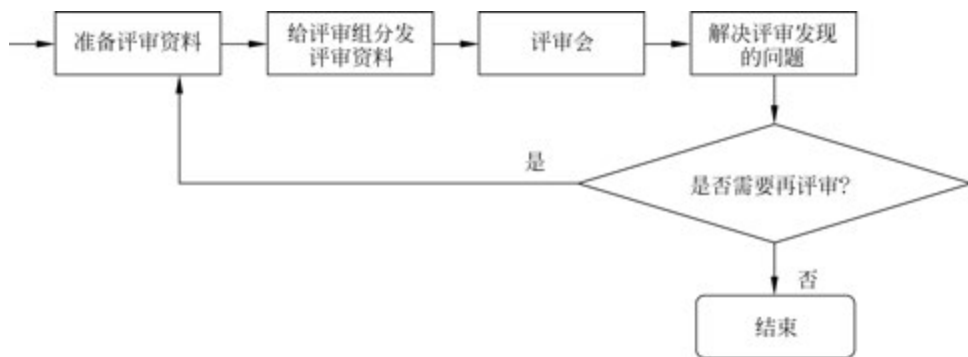 准备评审资料
给评审组分发
评审资料
评审会
解决评审发现
的问题
是
是否需要再评审?
否
结束